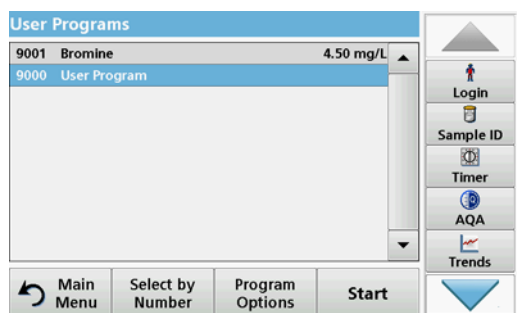 User Programs
9001 Bromine 4.50 mg/L
9000 User Program
Login
Sample ID
Timer
AQA
Trends
Main Menu
Select by Number
Program Options
Start